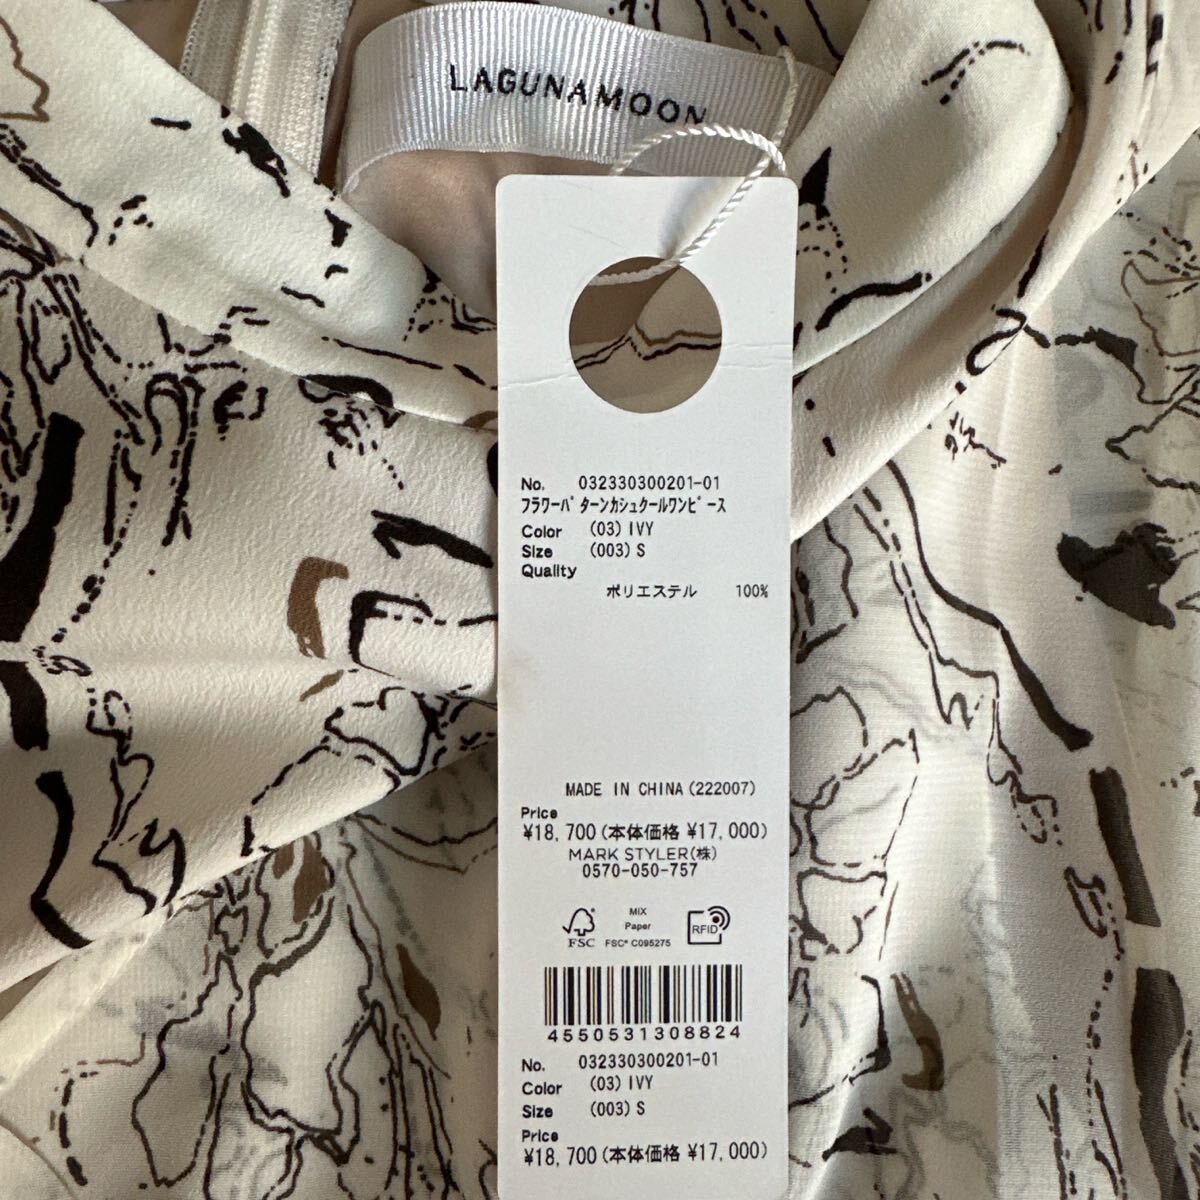 LAGUNAMOON
No. 032330300201-01
フラワーパターンカシュクールワンピース
Color (03) IVY
Size (003) S
Quality
ポリエステル 100%
MADE IN CHINA (222007)
Price
¥18,700 (本体価格 ¥17,000)
MARK STYLER(株)
0570-050-757
FSC
MIX
Paper
FSC® C095275
RFID
4550531308824
No. 032330300201-01
Color (03) IVY
Size (003) S
Price
¥18,700 (本体価格 ¥17,000)